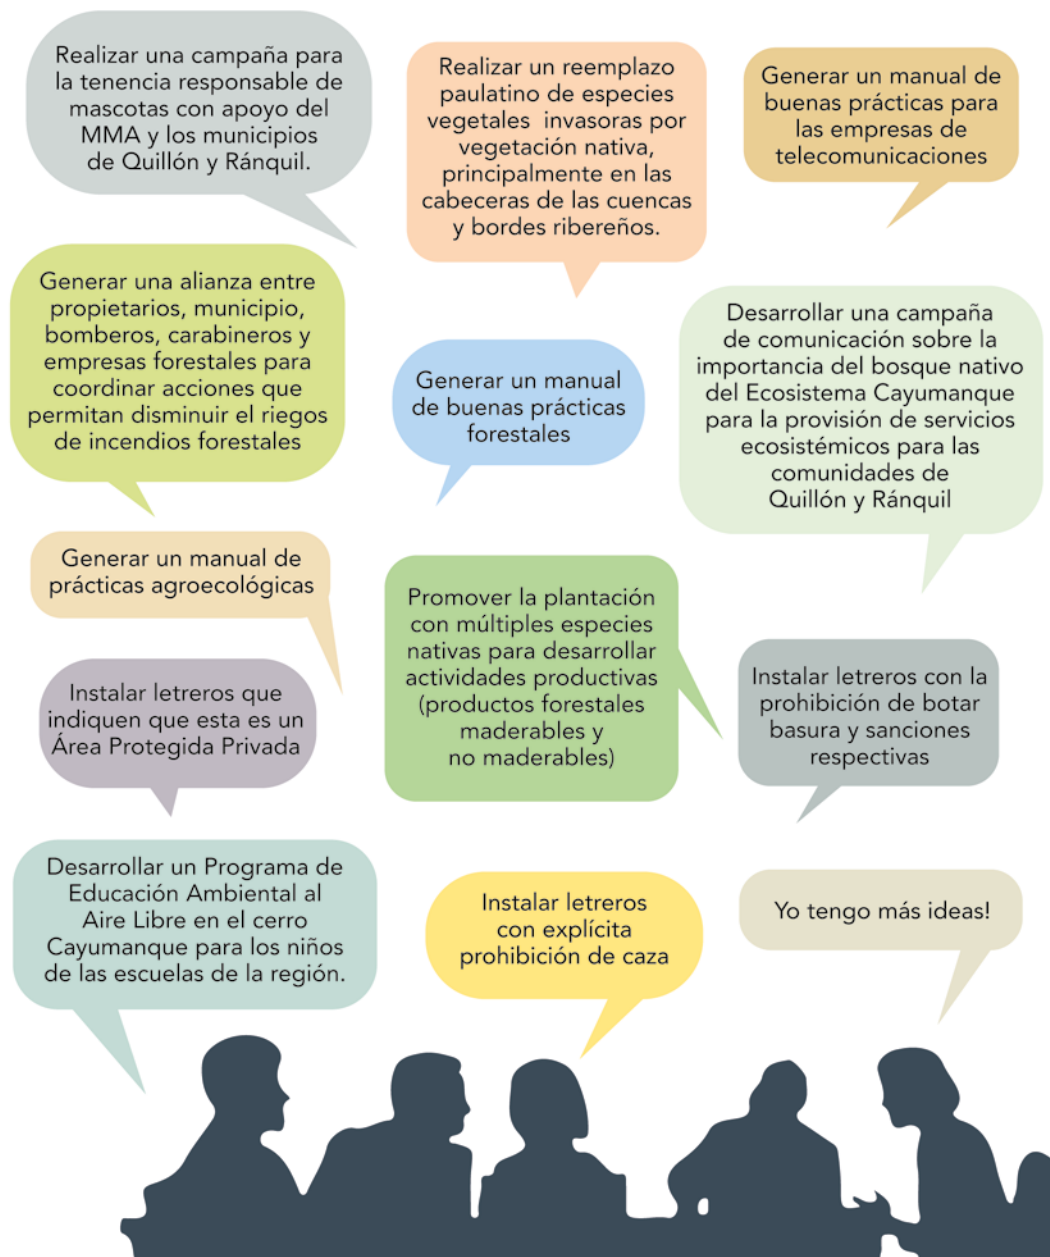 Realizar una campaña para
la tenencia responsable de
mascotas con apoyo del
MMA y los municipios
de Quillón y Ránquil.
Realizar un reemplazo
paulatino de especies
vegetales invasoras por
vegetación nativa,
principalmente en las
cabeceras de las cuencas
y bordes ribereños.
Generar un manual de
buenas prácticas para
las empresas de
telecomunicaciones
Generar una alianza entre
propietarios, municipio,
bomberos, carabineros y
empresas forestales para
coordinar acciones que
permitan disminuir el riegos
de incendios forestales
Generar un manual
de buenas prácticas
forestales
Desarrollar una campaña
de comunicación sobre la
importancia del bosque nativo
del Ecosistema Cayumanque
para la provisión de servicios
ecosistémicos para las
comunidades de
Quillón y Ránquil
Generar un manual de
prácticas agroecológicas
Promover la plantación
con múltiples especies
nativas para desarrollar
actividades productivas
(productos forestales
maderables y
no maderables)
Instalar letreros que
indiquen que esta es un
Área Protegida Privada
Instalar letreros con la
prohibición de botar
basura y sanciones
respectivas
Desarrollar un Programa de
Educación Ambiental al
Aire Libre en el cerro
Cayumanque para los niños
de las escuelas de la región.
Instalar letreros
con explícita
prohibición de caza
Yo tengo más ideas!